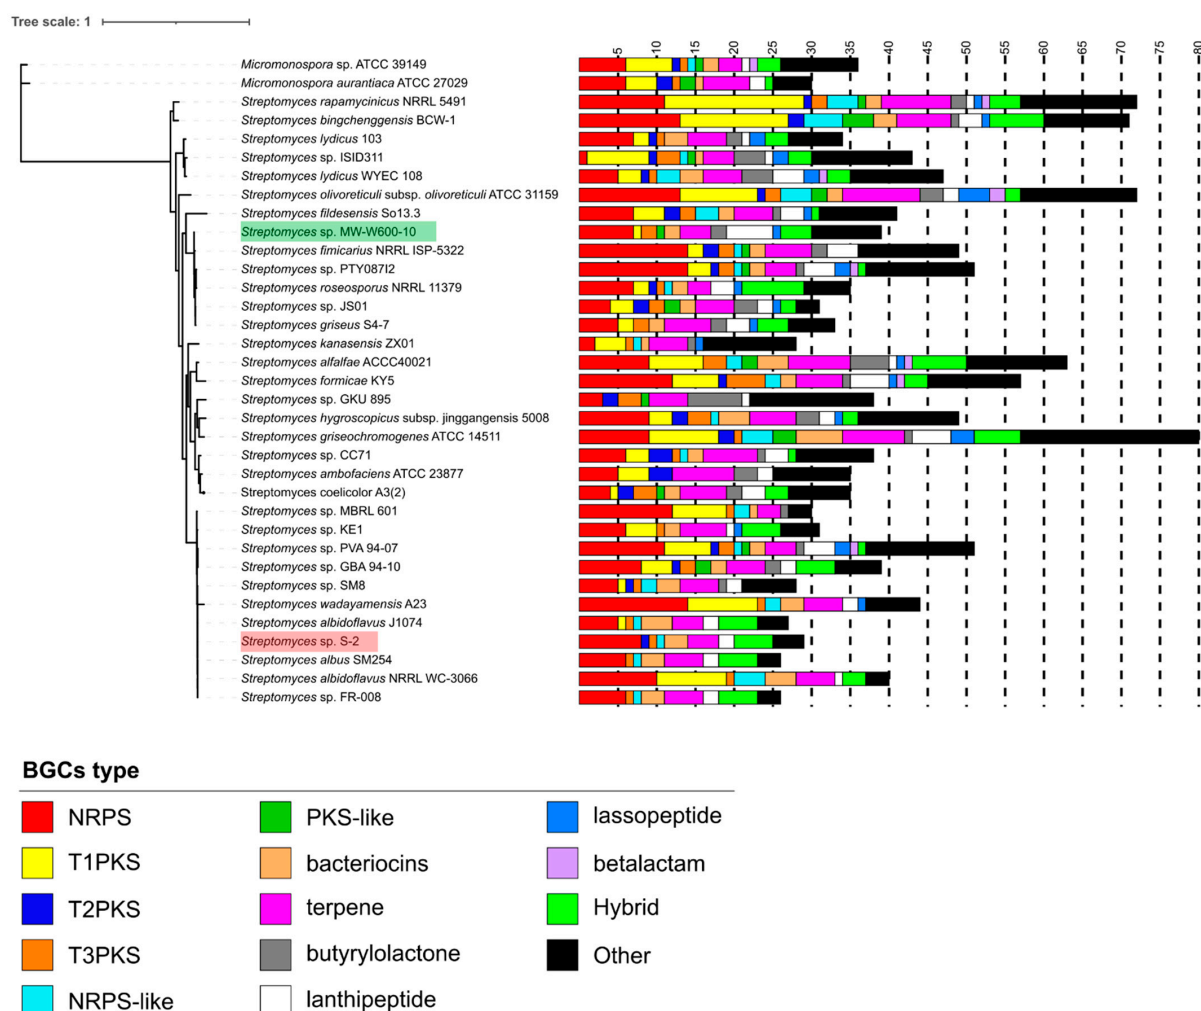 Tree scale: 1
5 10 15 20 25 30 35 40 45 50 55 60 65 70 75 80
Micromonospora sp. ATCC 39149
Micromonospora aurantiaca ATCC 27029
Streptomyces rapamycinicus NRRL 5491
Streptomyces bingchenggensis BCW-1
Streptomyces lydicus 103
Streptomyces sp. ISID311
Streptomyces lydicus WYEC 108
Streptomyces olivoreticuli subsp. olivoreticuli ATCC 31159
Streptomyces fildesensis So13.3
Streptomyces sp. MW-W600-10
Streptomyces fimicarius NRRL ISP-5322
Streptomyces sp. PTY087I2
Streptomyces roseosporus NRRL 11379
Streptomyces sp. JS01
Streptomyces griseus S4-7
Streptomyces kanasensis ZX01
Streptomyces alfalfae ACCC40021
Streptomyces formicae KY5
Streptomyces sp. GKU 895
Streptomyces hygroscopicus subsp. jinggangensis 5008
Streptomyces griseochromogenes ATCC 14511
Streptomyces sp. CC71
Streptomyces ambofaciens ATCC 23877
Streptomyces coelicolor A3(2)
Streptomyces sp. MBRL 601
Streptomyces sp. KE1
Streptomyces sp. PVA 94-07
Streptomyces sp. GBA 94-10
Streptomyces sp. SM8
Streptomyces wadayamensis A23
Streptomyces albidoflavus J1074
Streptomyces sp. S-2
Streptomyces albus SM254
Streptomyces albidoflavus NRRL WC-3066
Streptomyces sp. FR-008
BGCs type
NRPS
T1PKS
T2PKS
T3PKS
NRPS-like
PKS-like
bacteriocins
terpene
butyrylolactone
lanthipeptide
lassopeptide
betalactam
Hybrid
Other